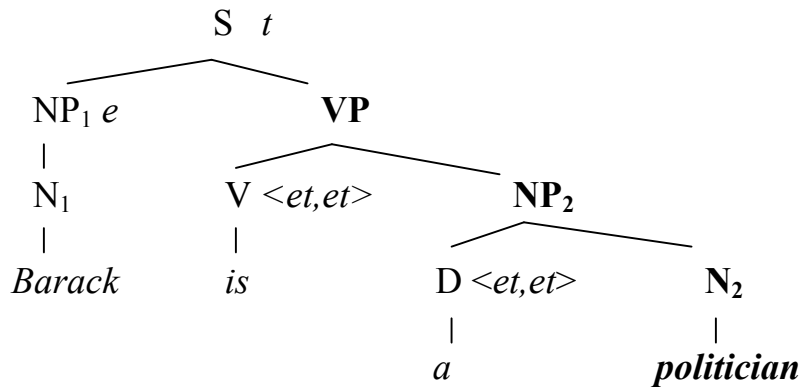 S t
NP₁ e VP
N₁ V <et,et> NP₂
Barack is D <et,et> N₂
a politician